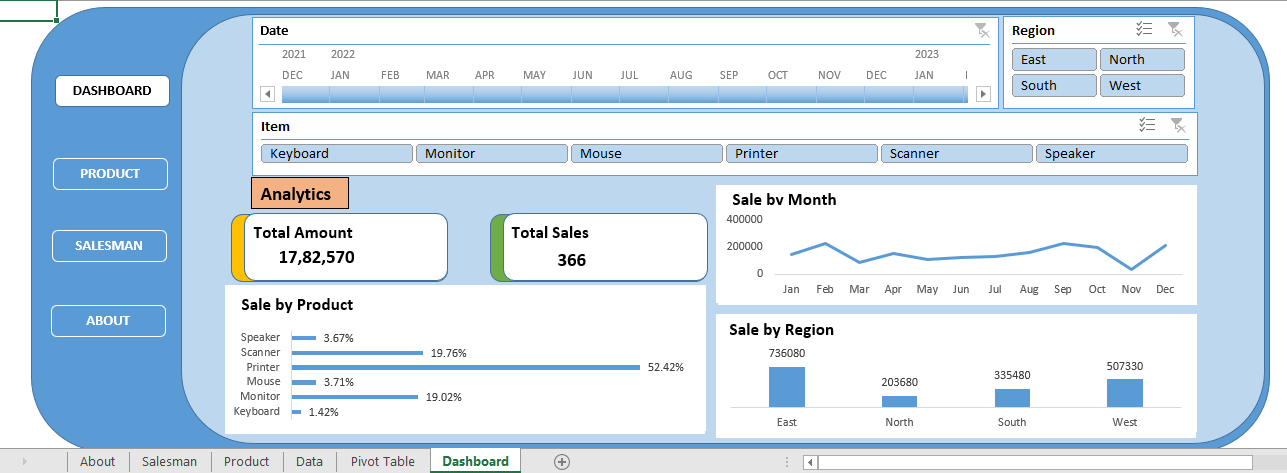 Date
2021 2022 2023
DEC JAN FEB MAR APR MAY JUN JUL AUG SEP OCT NOV DEC JAN
Region
East North
South West
Item
Keyboard Monitor Mouse Printer Scanner Speaker
DASHBOARD
PRODUCT
SALESMAN
ABOUT
Analytics
Total Amount
17,82,570
Total Sales
366
Sale by Product
Speaker 3.67%
Scanner 19.76%
Printer 52.42%
Mouse 3.71%
Monitor 19.02%
Keyboard 1.42%
Sale by Month
400000
200000
0
Jan Feb Mar Apr May Jun Jul Aug Sep Oct Nov Dec
Sale by Region
736080 203680 335480 507330
East North South West
About Salesman Product Data Pivot Table Dashboard